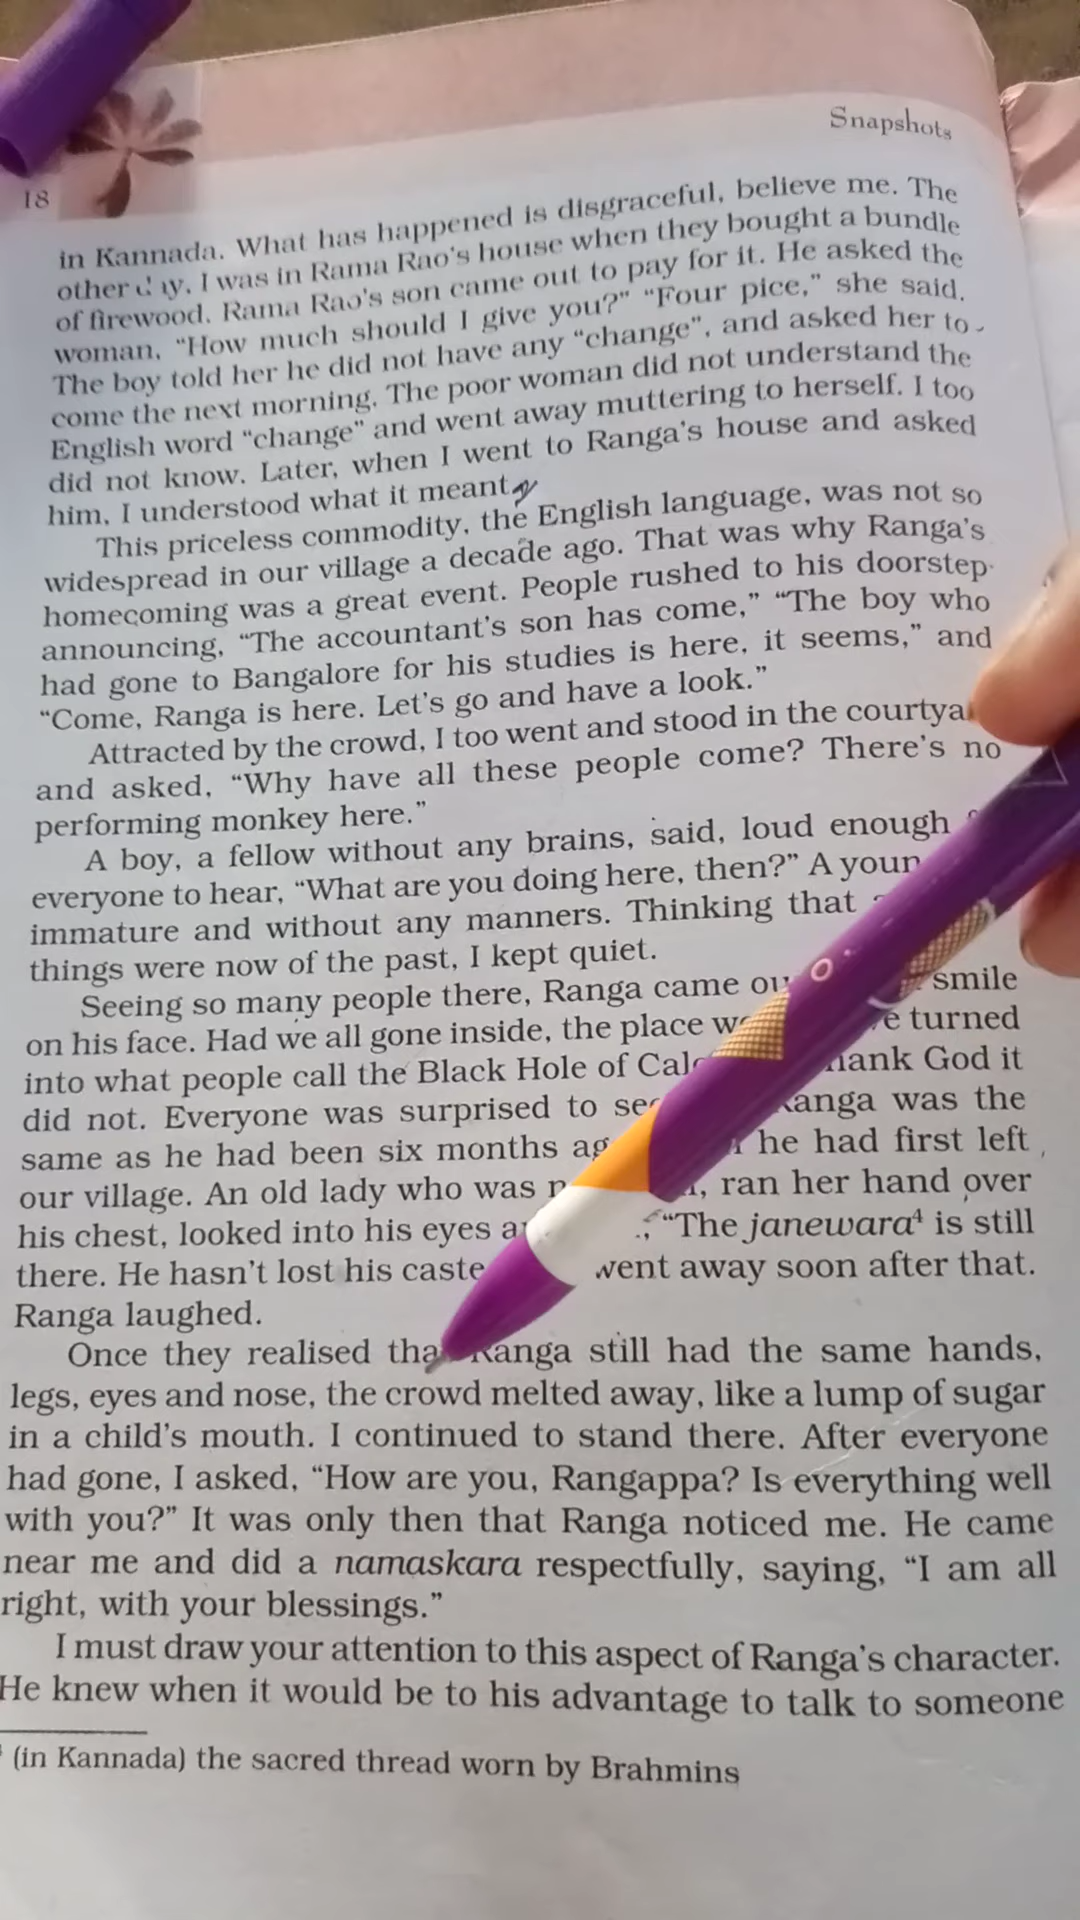 Snapshots
18
in Kannada. What has happened is disgraceful, believe me. The
other day, I was in Rama Rao's house when they bought a bundle
of firewood. Rama Rao's son came out to pay for it. He asked the
woman, “How much should I give you?” “Four pice,” she said.
The boy told her he did not have any “change”, and asked her to
come the next morning. The poor woman did not understand the
English word “change” and went away muttering to herself. I too
did not know. Later, when I went to Ranga's house and asked
him, I understood what it meant.
This priceless commodity, the English language, was not so
widespread in our village a decade ago. That was why Ranga's
homecoming was a great event. People rushed to his doorstep
announcing, “The accountant's son has come,” “The boy who
had gone to Bangalore for his studies is here, it seems,” and
“Come, Ranga is here. Let's go and have a look.”
Attracted by the crowd, I too went and stood in the
and asked, “Why have all these people come? There's no
performing monkey here.”
A boy, a fellow without any brains, said, loud enough
everyone to hear, “What are you doing here, then?” A
immature and without any manners. Thinking that
things were now of the past, I kept quiet.
Seeing so many people there, Ranga came smile
on his face. Had we all gone inside, the place turned
into what people call the Black Hole of God it
did not. Everyone was surprised to Ranga was the
same as he had been six months he had first left
our village. An old lady who was ran her hand over
his chest, looked into his eyes “The janewara⁴ is still
there. He hasn't lost his caste went away soon after that.
Ranga laughed.
Once they realised Ranga still had the same hands,
legs, eyes and nose, the crowd melted away, like a lump of sugar
in a child's mouth. I continued to stand there. After everyone
had gone, I asked, “How are you, Rangappa? Is everything well
with you?” It was only then that Ranga noticed me. He came
near me and did a namaskara respectfully, saying, “I am all
right, with your blessings.”
I must draw your attention to this aspect of Ranga's character.
He knew when it would be to his advantage to talk to someone
(in Kannada) the sacred thread worn by Brahmins